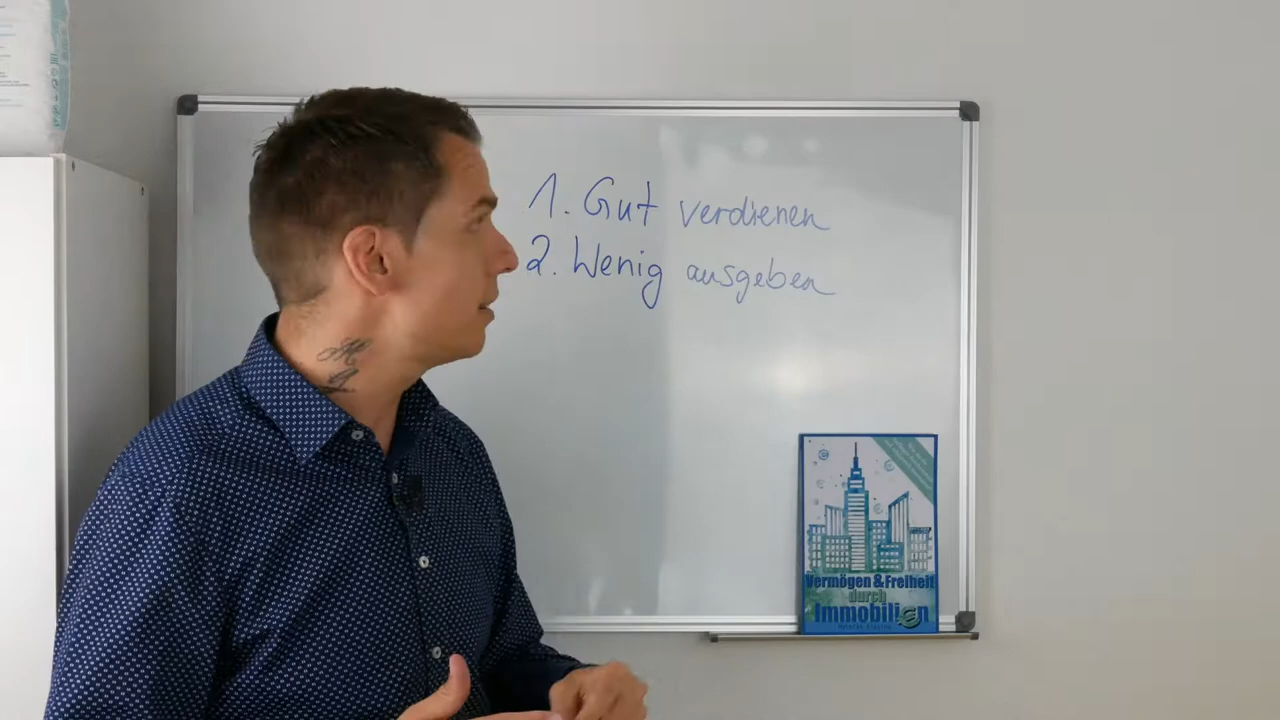 1. Gut verdienen
2. Wenig ausgeben
Vermögen & Freiheit
durch
Immobilien